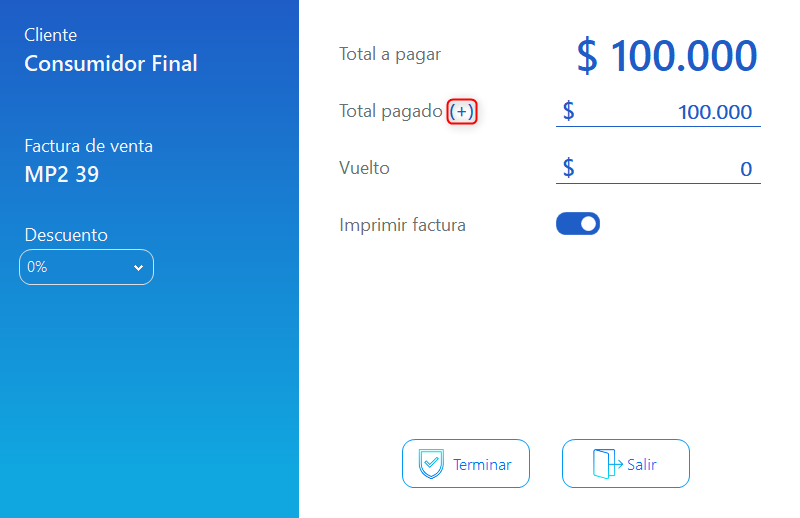 Cliente
Consumidor Final
Factura de venta
MP2 39
Descuento
0%
Total a pagar $ 100.000
Total pagado (+) $ 100.000
Vuelto $ 0
Imprimir factura
Terminar Salir